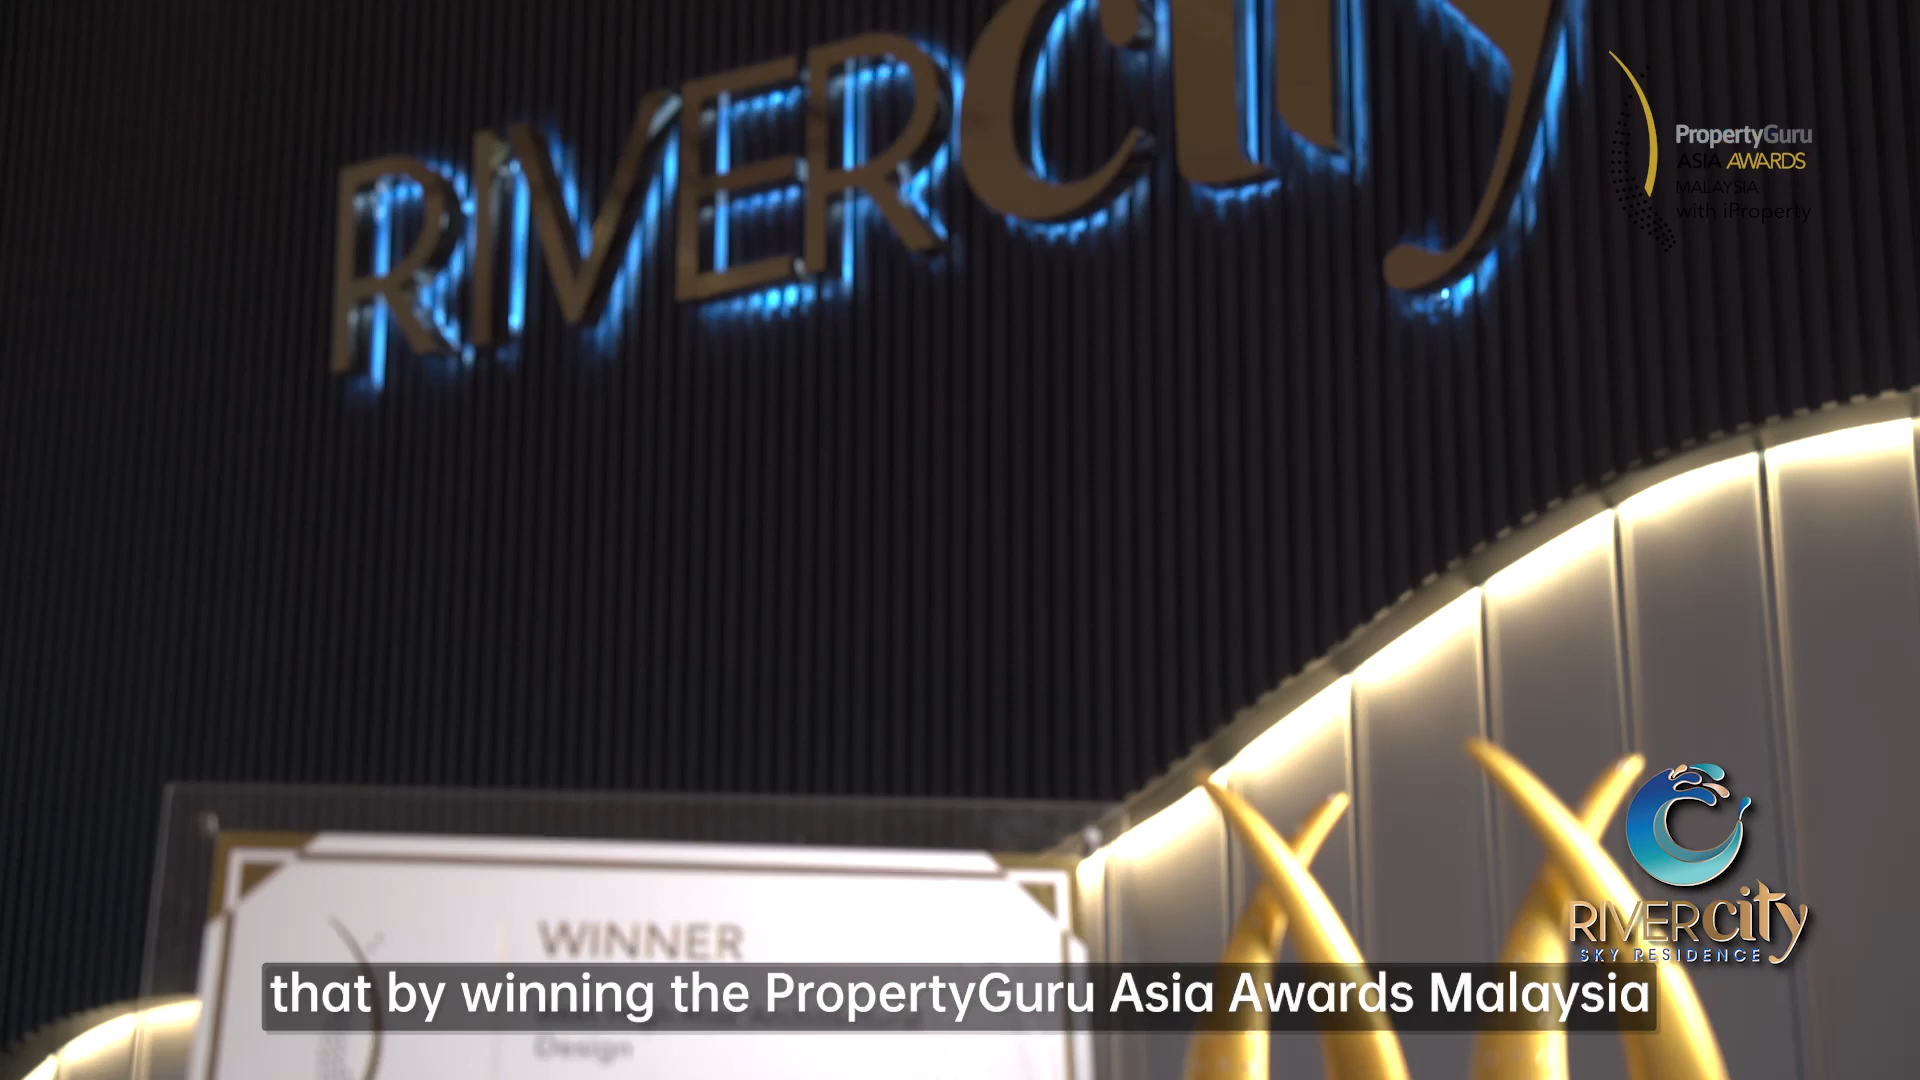 RIVERcity
PropertyGuru
ASIA AWARDS
MALAYSIA
with iProperty
RIVERcity
SKY RESIDENCE
WINNER
that by winning the PropertyGuru Asia Awards Malaysia
Design